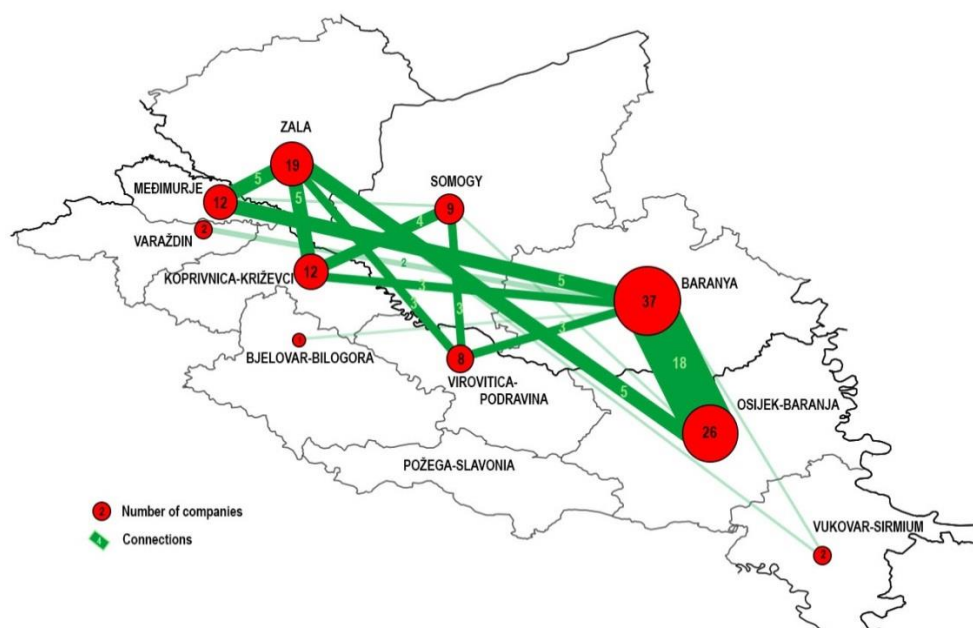 ZALA
19
5
MEĐIMURJE
12
5
SOMOGY
9
4
2
VARAŽDIN
2
KOPRIVNICA-KRIŽEVCI
12
3
5
BARANYA
37
3
3
3
BJELOVAR-BILOGORA
8
VIROVITICA-
PODRAVINA
18
5
OSIJEK-BARANJA
26
POŽEGA-SLAVONIA
2 Number of companies
Connections
VUKOVAR-SIRMIUM
2